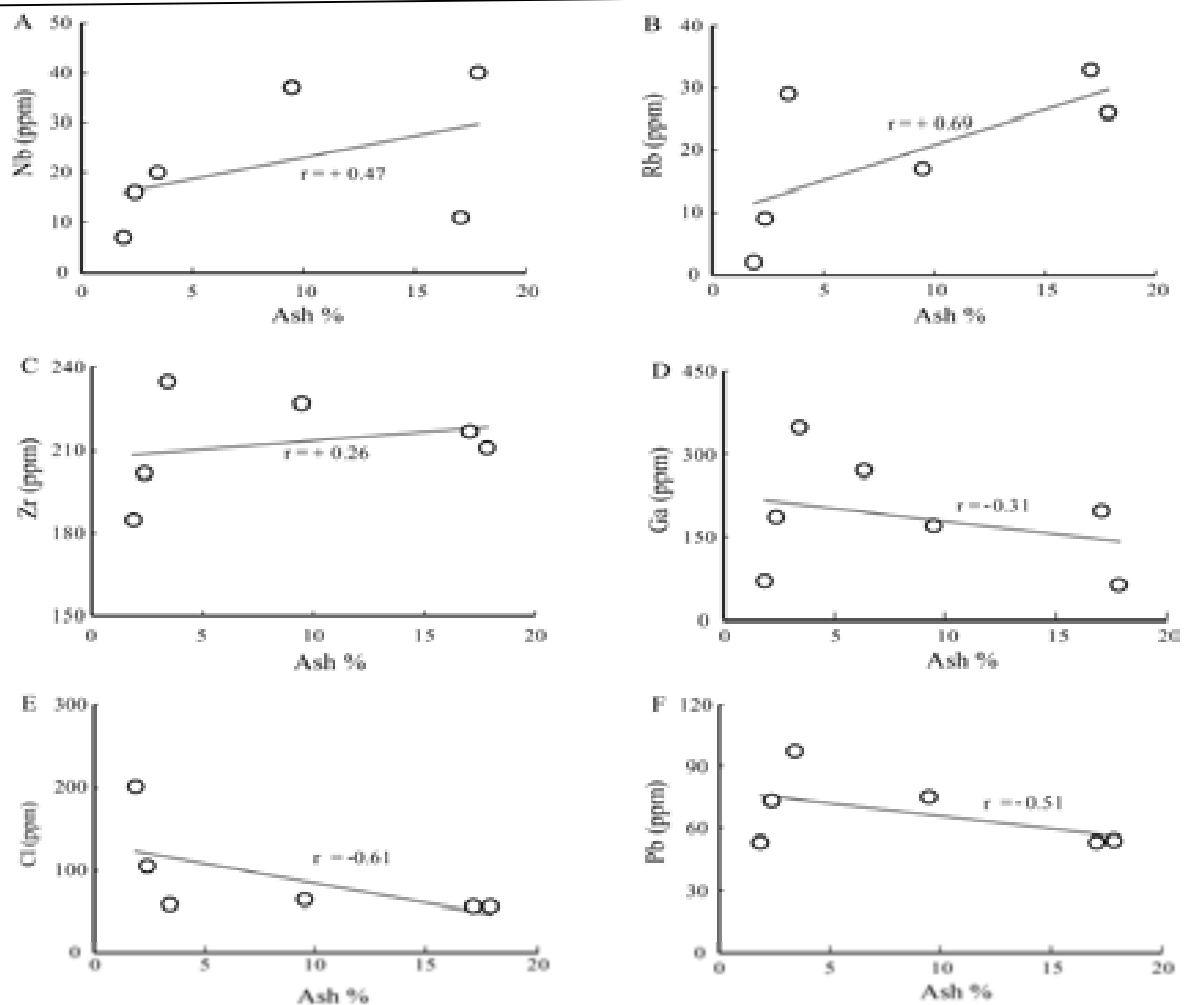 A
50
40
30
20
10
0
Nb (ppm)
r = + 0.47
0 5 10 15 20
Ash %
B
40
30
20
10
0
Rb (ppm)
r = + 0.69
0 5 10 15 20
Ash %
C
240
210
180
150
Zr (ppm)
r = + 0.26
0 5 10 15 20
Ash %
D
450
300
150
0
Ga (ppm)
r = -0.31
0 5 10 15 20
Ash %
E
300
200
100
0
Cl (ppm)
r = -0.61
0 5 10 15 20
Ash %
F
120
90
60
30
0
Pb (ppm)
r = -0.51
0 5 10 15 20
Ash %